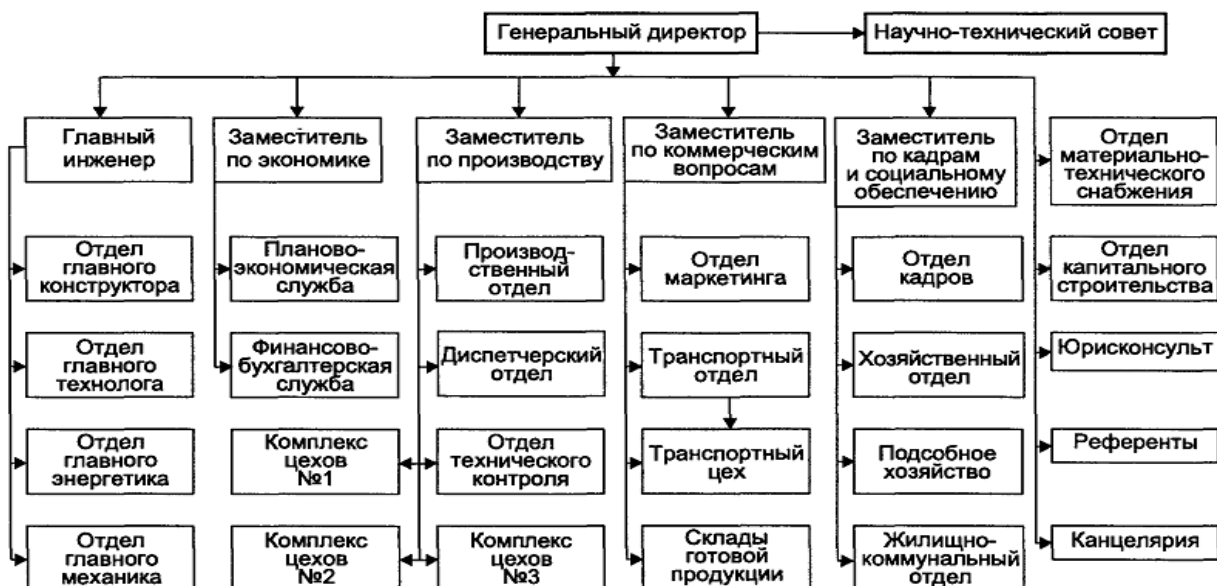 Генеральный директор
Научно-технический совет
Главный
инженер
Заместитель
по экономике
Заместитель
по производству
Заместитель
по коммерческим
вопросам
Заместитель
по кадрам
и социальному
обеспечению
Отдел
материально-
технического
снабжения
Отдел
главного
конструктора
Планово-
экономическая
служба
Производ-
ственный
отдел
Отдел
маркетинга
Отдел
кадров
Отдел
капитального
строительства
Отдел
главного
технолога
Финансово-
бухгалтерская
служба
Диспетчерский
отдел
Транспортный
отдел
Хозяйственный
отдел
Юрисконсульт
Отдел
главного
энергетика
Комплекс
цехов
№1
Отдел
технического
контроля
Транспортный
цех
Подсобное
хозяйство
Референты
Отдел
главного
механика
Комплекс
цехов
№2
Комплекс
цехов
№3
Склады
готовой
продукции
Жилищно-
коммунальный
отдел
Канцелярия